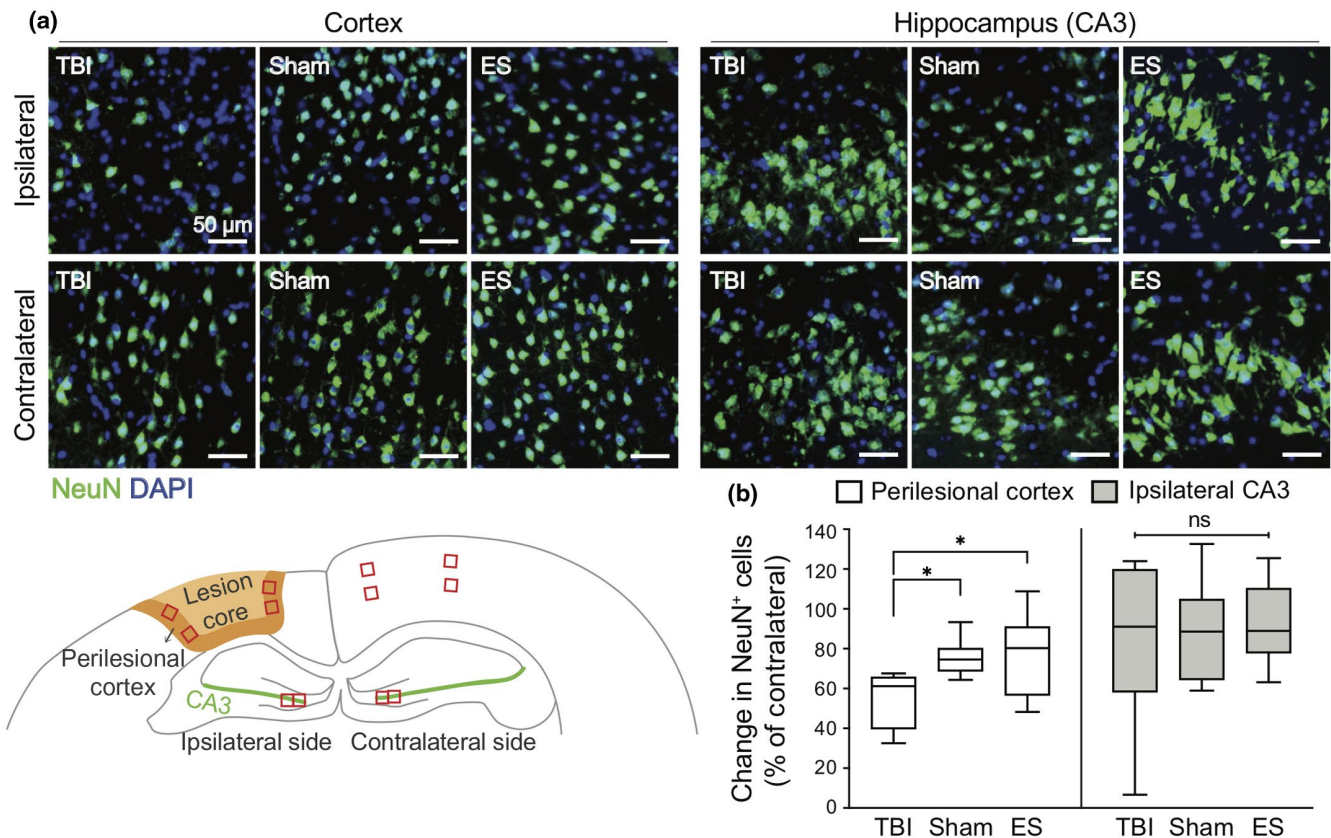 (a)
Cortex
Hippocampus (CA3)
Ipsilateral
TBI
Sham
ES
TBI
Sham
ES
50 µm
Contralateral
TBI
Sham
ES
TBI
Sham
ES
NeuN DAPI
Lesion
core
Perilesional
cortex
CA3
Ipsilateral side
Contralateral side
(b)
Perilesional cortex
Ipsilateral CA3
Change in NeuN⁺ cells
(% of contralateral)
140
120
100
80
60
40
20
0
*
*
ns
TBI
Sham
ES
TBI
Sham
ES